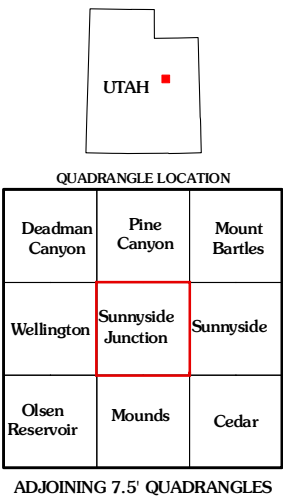 UTAH
QUADRANGLE LOCATION
Deadman
Canyon
Pine
Canyon
Mount
Bartles
Wellington
Sunnyside
Junction
Sunnyside
Olsen
Reservoir
Mounds
Cedar
ADJOINING 7.5' QUADRANGLES